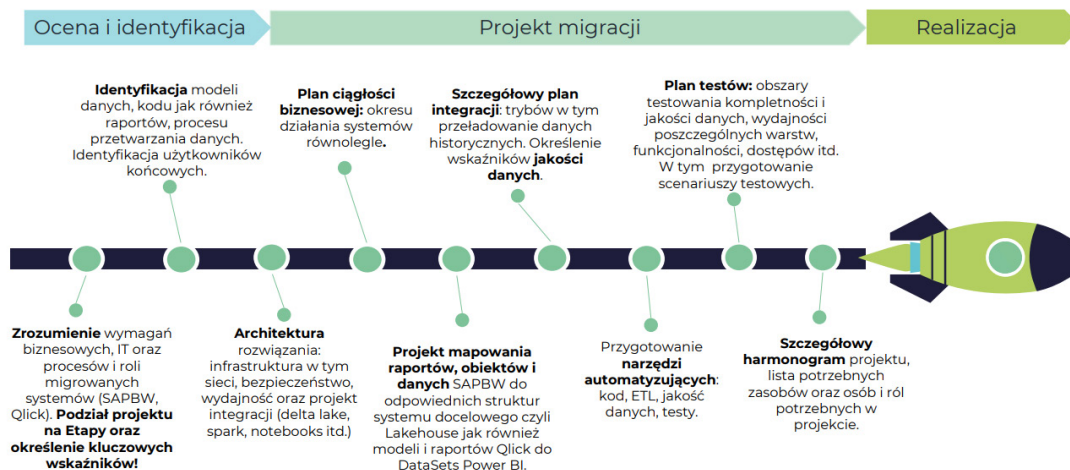 Ocena i identyfikacja
Projekt migracji
Realizacja
Identyfikacja modeli
danych, kodu jak również
raportów, procesu
przetwarzania danych.
Identyfikacja użytkowników
końcowych.
Plan ciągłości
biznesowej: okresu
działania systemów
równolegle.
Szczegółowy plan
integracji: trybów w tym
przeładowanie danych
historycznych. Określenie
wskaźników jakości
danych.
Plan testów: obszary
testowania kompletności i
jakości danych, wydajności
poszczególnych warstw,
funkcjonalności, dostępów itd.
W tym przygotowanie
scenariuszy testowych.
Zrozumienie wymagań
biznesowych, IT oraz
procesów i roli
migrowanych
systemów (SAPBW,
Qlick). Podział projektu
na Etapy oraz
określenie kluczowych
wskaźników!
Architektura
rozwiązania:
infrastruktura w tym
sieci, bezpieczeństwo,
wydajność oraz projekt
integracji (delta lake,
spark, notebooks itd.)
Projekt mapowania
raportów, obiektów i
danych SAPBW do
odpowiednich struktur
systemu docelowego czyli
Lakehouse jak również
modeli i raportów Qlick do
DataSets Power BI.
Przygotowanie
narzędzi
automatyzujących:
kod, ETL, jakość
danych, testy.
Szczegółowy
harmonogram projektu,
lista potrzebnych
zasobów oraz osób i ról
potrzebnych w
projekcie.